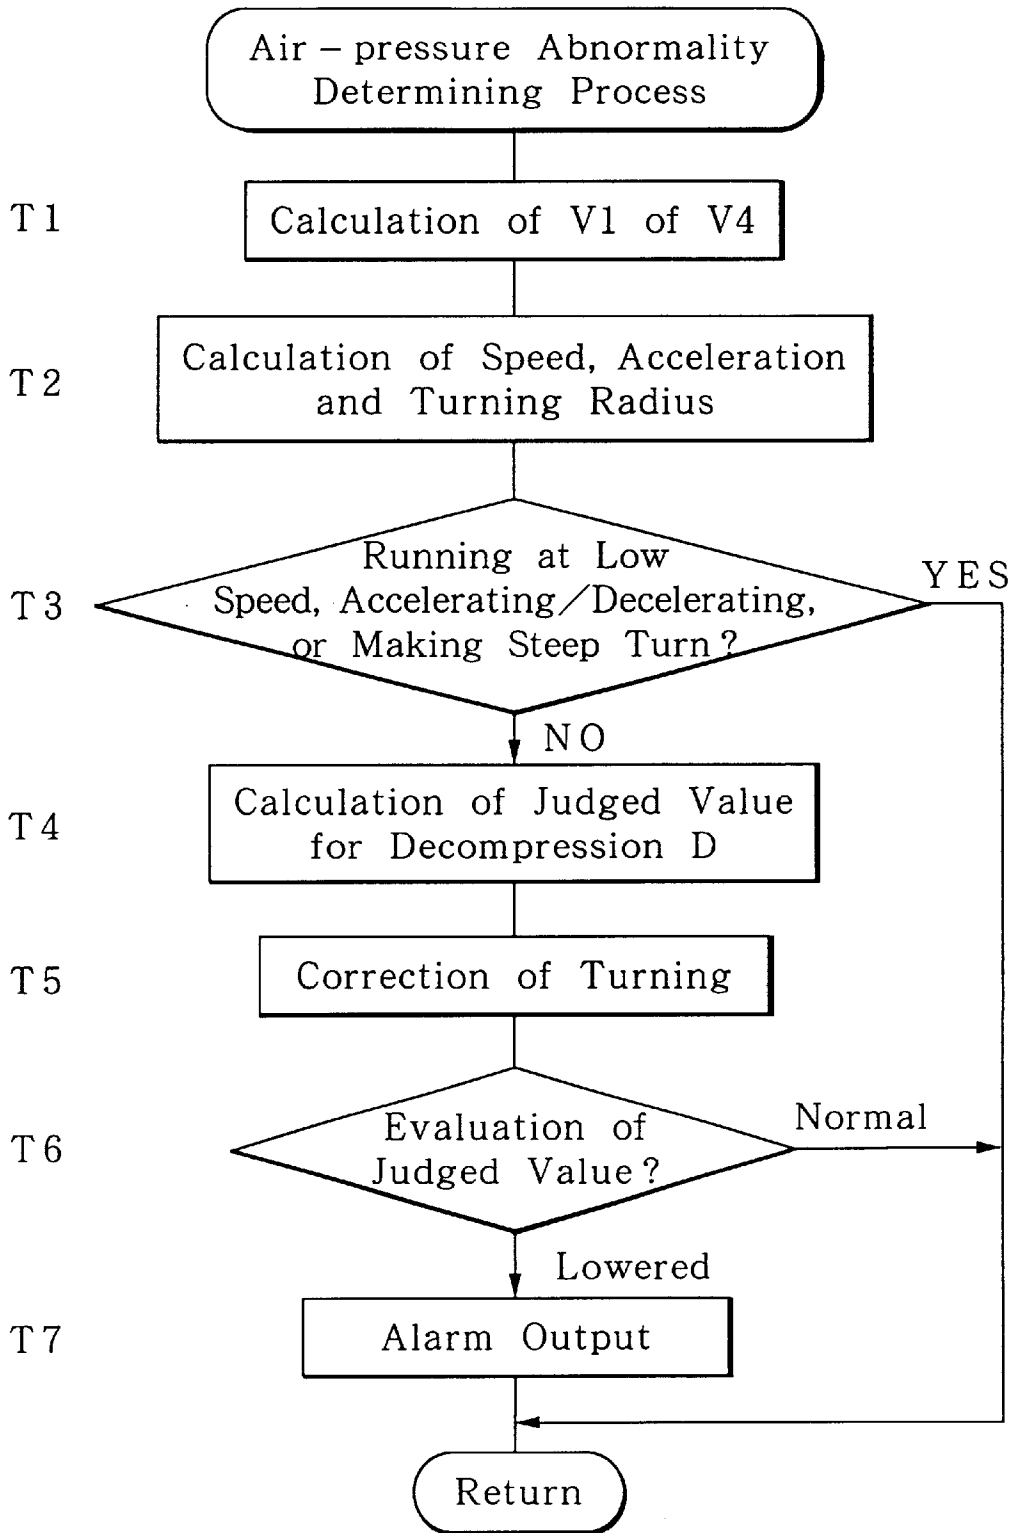 Air-pressure Abnormality
Determining Process
T1
Calculation of V1 of V4
T2
Calculation of Speed, Acceleration
and Turning Radius
T3
Running at Low
Speed, Accelerating/Decelerating,
or Making Steep Turn?
YES
NO
T4
Calculation of Judged Value
for Decompression D
T5
Correction of Turning
T6
Evaluation of
Judged Value?
Normal
Lowered
T7
Alarm Output
Return